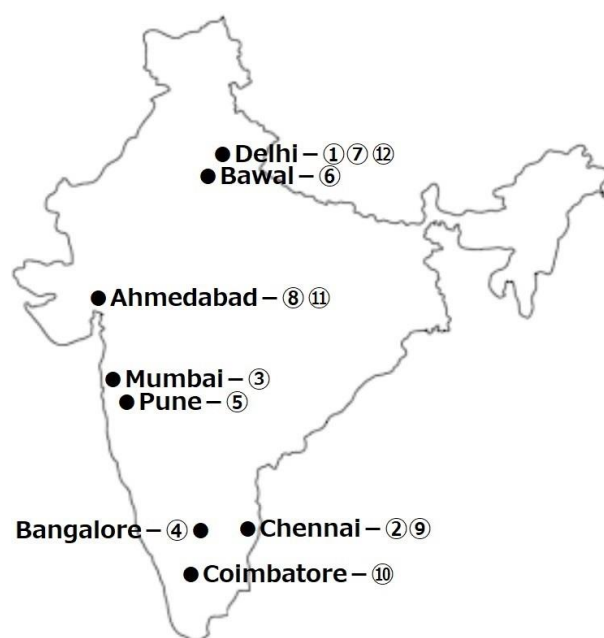 Delhi – ①⑦⑫
Bawal – ⑥
Ahmedabad – ⑧⑪
Mumbai – ③
Pune – ⑤
Bangalore – ④
Chennai – ②⑨
Coimbatore – ⑩